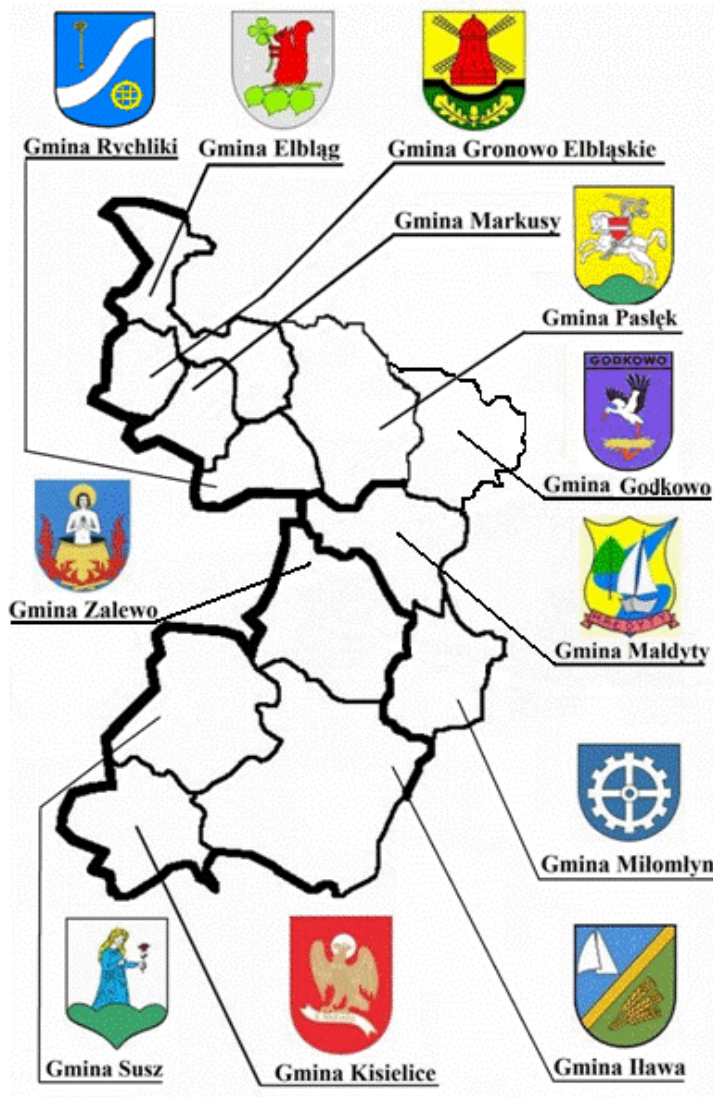 Gmina Rychliki
Gmina Elbląg
Gmina Gronowo Elbląskie
Gmina Markusy
Gmina Pasłęk
GODKOWO
Gmina Godkowo
Gmina Zalewo
MAŁDYTY
Gmina Małdyty
Gmina Miłomłyn
Gmina Susz
Gmina Kisielice
Gmina Iława